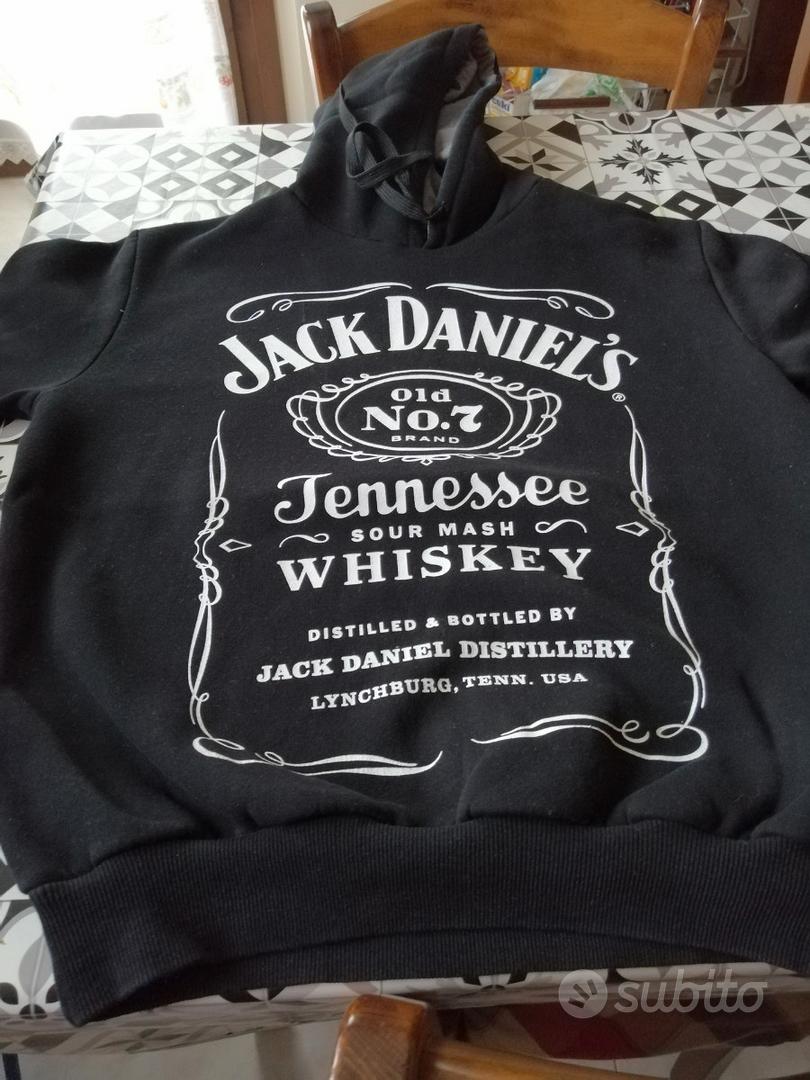 JACK DANIEL'S
®
Old
No.7
BRAND
Tennessee
SOUR MASH
WHISKEY
DISTILLED & BOTTLED BY
JACK DANIEL DISTILLERY
LYNCHBURG, TENN. USA
subito